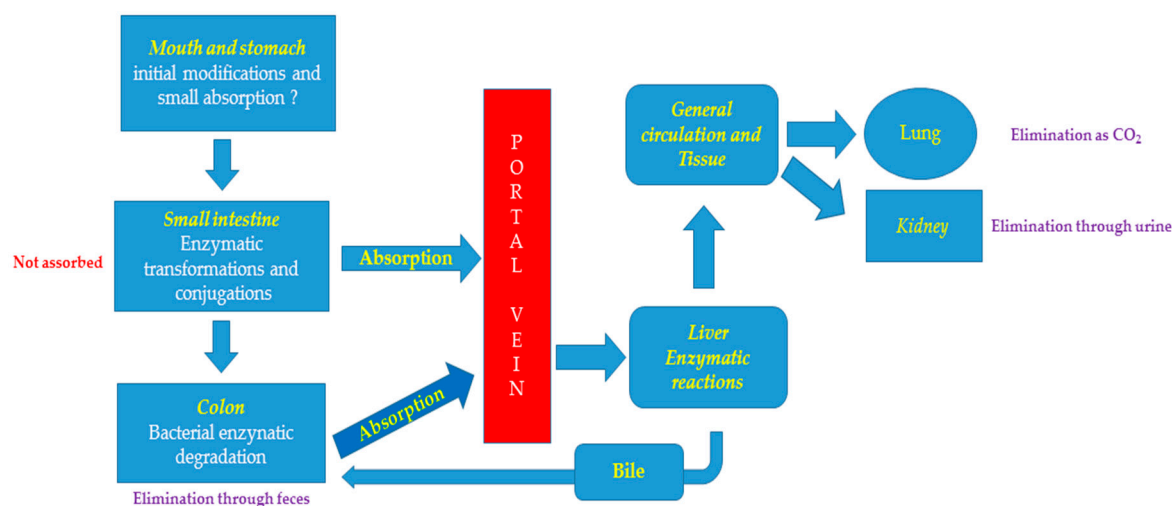 Mouth and stomach
initial modifications and
small absorption ?
Small intestine
Enzymatic
transformations and
conjugations
Not assorbed
Colon
Bacterial enzynatic
degradation
Elimination through feces
Absorption
Absorption
PORTAL VEIN
Liver
Enzymatic
reactions
Bile
General
circulation and
Tissue
Lung
Elimination as CO₂
Kidney
Elimination through urine